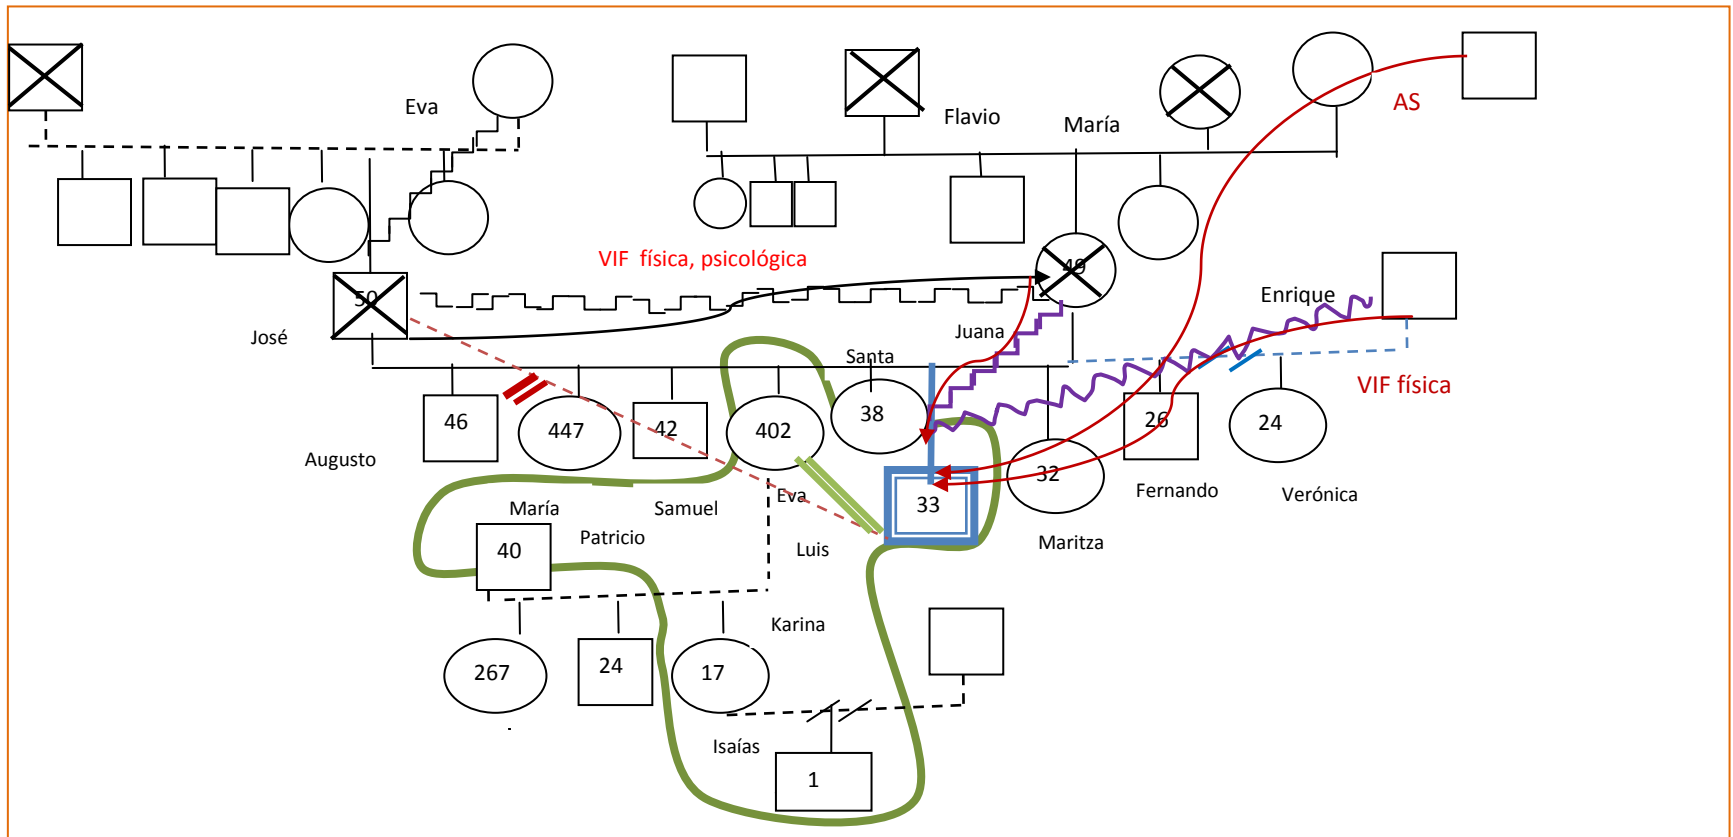 Eva
Flavio
María
AS
VIF física, psicológica
49
50
Enrique
José
Juana
Santa
VIF física
46
447
42
402
38
26
24
Augusto
32
33
María
Samuel
Eva
Fernando
Verónica
Patricio
Luis
Maritza
40
Karina
267
24
17
Isaías
1